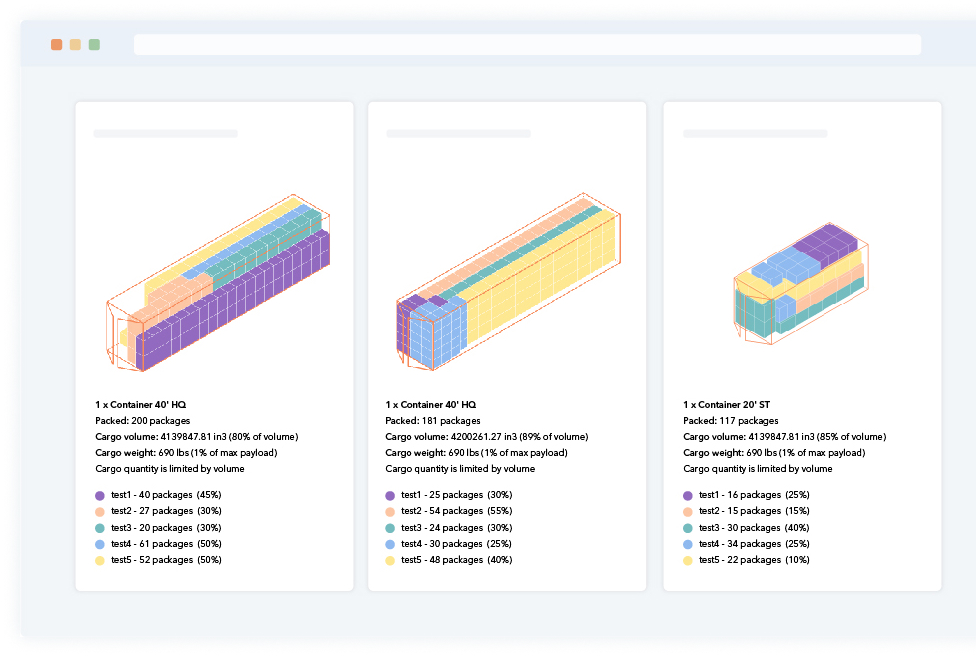 1 x Container 40' HQ
Packed: 200 packages
Cargo volume: 4139847.81 in3 (80% of volume)
Cargo weight: 690 lbs (1% of max payload)
Cargo quantity is limited by volume
test1 - 40 packages (45%)
test2 - 27 packages (30%)
test3 - 20 packages (30%)
test4 - 61 packages (50%)
test5 - 52 packages (50%)
1 x Container 40' HQ
Packed: 181 packages
Cargo volume: 4200261.27 in3 (89% of volume)
Cargo weight: 690 lbs (1% of max payload)
Cargo quantity is limited by volume
test1 - 25 packages (30%)
test2 - 54 packages (55%)
test3 - 24 packages (30%)
test4 - 30 packages (25%)
test5 - 48 packages (40%)
1 x Container 20' ST
Packed: 117 packages
Cargo volume: 4139847.81 in3 (85% of volume)
Cargo weight: 690 lbs (1% of max payload)
Cargo quantity is limited by volume
test1 - 16 packages (25%)
test2 - 15 packages (15%)
test3 - 30 packages (40%)
test4 - 34 packages (25%)
test5 - 22 packages (10%)